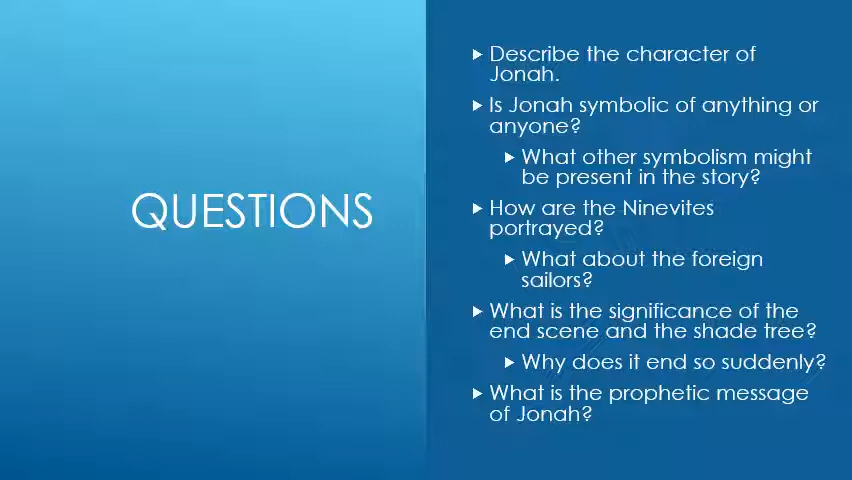 QUESTIONS
Describe the character of
Jonah.
Is Jonah symbolic of anything or
anyone?
What other symbolism might
be present in the story?
How are the Ninevites
portrayed?
What about the foreign
sailors?
What is the significance of the
end scene and the shade tree?
Why does it end so suddenly?
What is the prophetic message
of Jonah?